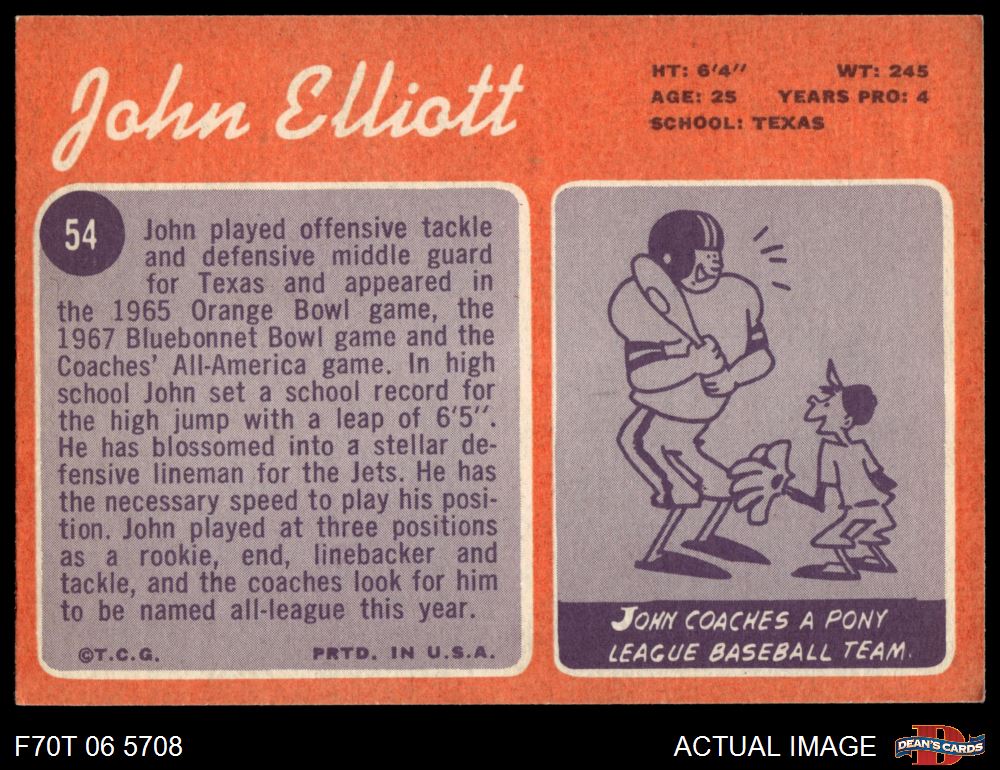 John Elliott
HT: 6'4" WT: 245
AGE: 25 YEARS PRO: 4
SCHOOL: TEXAS
54
John played offensive tackle
and defensive middle guard
for Texas and appeared in
the 1965 Orange Bowl game, the
1967 Bluebonnet Bowl game and the
Coaches' All-America game. In high
school John set a school record for
the high jump with a leap of 6'5".
He has blossomed into a stellar de-
fensive lineman for the Jets. He has
the necessary speed to play his posi-
tion. John played at three positions
as a rookie, end, linebacker and
tackle, and the coaches look for him
to be named all-league this year.
©T.C.G. PRTD. IN U.S.A.
JOHN COACHES A PONY
LEAGUE BASEBALL TEAM.
F70T 06 5708
ACTUAL IMAGE
D
DEAN'S CARDS